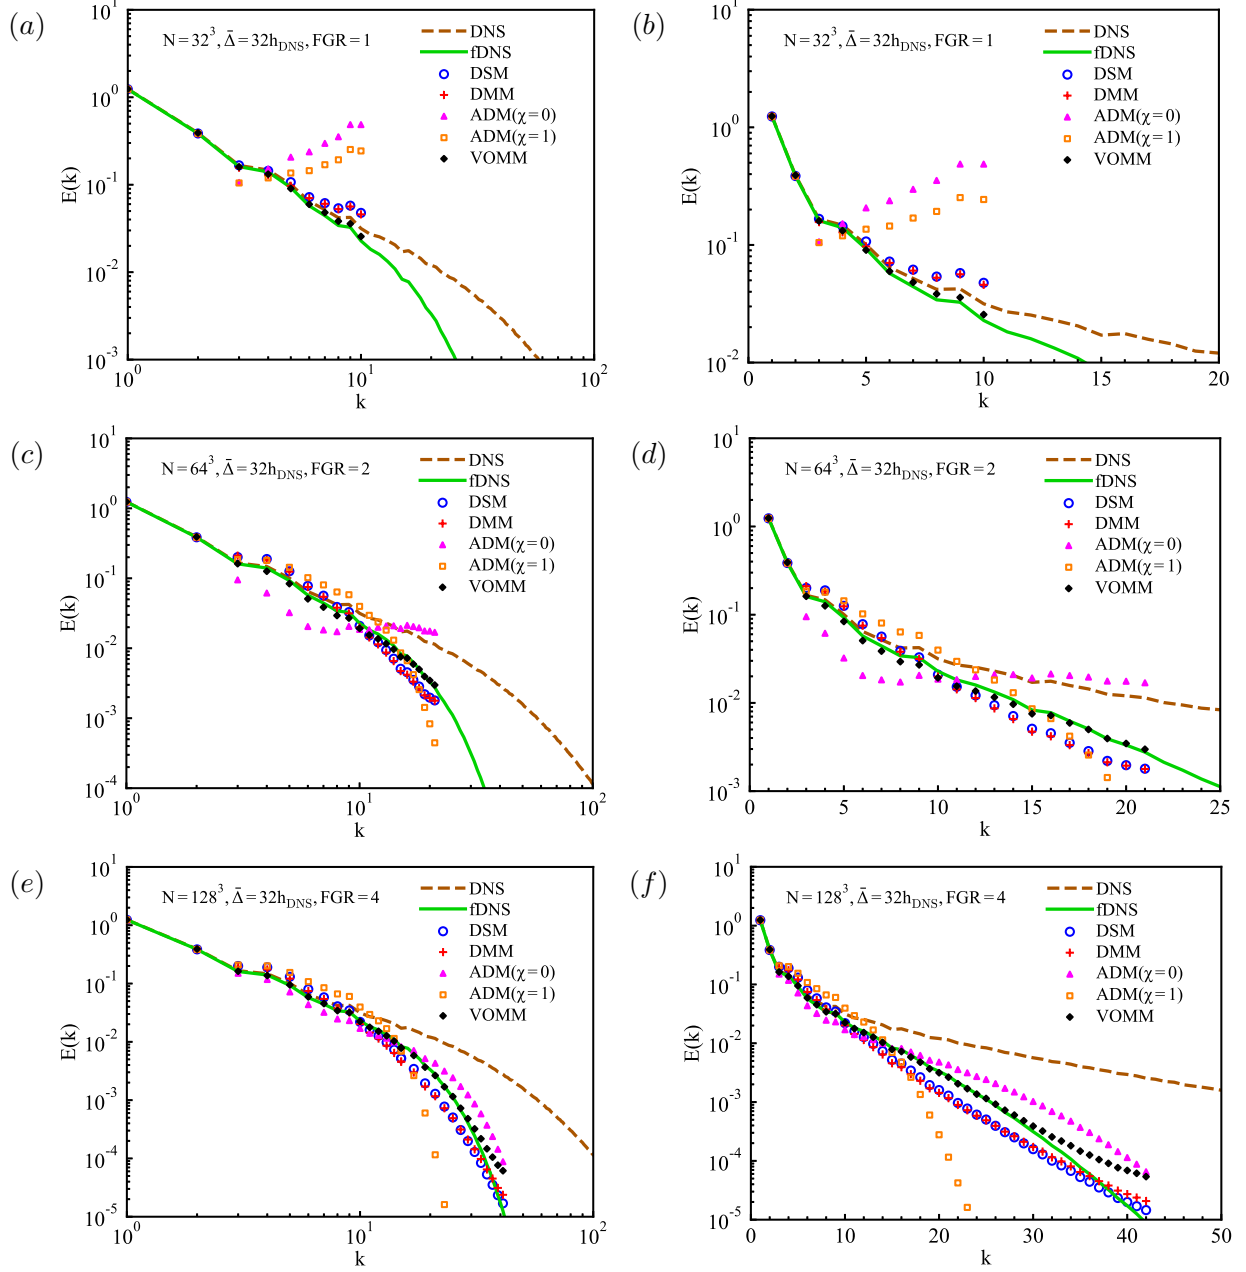 (a)
N=32³, Δ̄=32h_DNS, FGR=1
DNS
fDNS
DSM
DMM
ADM(χ=0)
ADM(χ=1)
VOMM
E(k)
10¹
10⁰
10⁻¹
10⁻²
10⁻³
10⁰
10¹
10²
k
(b)
N=32³, Δ̄=32h_DNS, FGR=1
DNS
fDNS
DSM
DMM
ADM(χ=0)
ADM(χ=1)
VOMM
E(k)
10¹
10⁰
10⁻¹
10⁻²
0
5
10
15
20
k
(c)
N=64³, Δ̄=32h_DNS, FGR=2
DNS
fDNS
DSM
DMM
ADM(χ=0)
ADM(χ=1)
VOMM
E(k)
10¹
10⁰
10⁻¹
10⁻²
10⁻³
10⁻⁴
10⁰
10¹
10²
k
(d)
N=64³, Δ̄=32h_DNS, FGR=2
DNS
fDNS
DSM
DMM
ADM(χ=0)
ADM(χ=1)
VOMM
E(k)
10¹
10⁰
10⁻¹
10⁻²
10⁻³
0
5
10
15
20
25
k
(e)
N=128³, Δ̄=32h_DNS, FGR=4
DNS
fDNS
DSM
DMM
ADM(χ=0)
ADM(χ=1)
VOMM
E(k)
10¹
10⁰
10⁻¹
10⁻²
10⁻³
10⁻⁴
10⁻⁵
10⁰
10¹
10²
k
(f)
N=128³, Δ̄=32h_DNS, FGR=4
DNS
fDNS
DSM
DMM
ADM(χ=0)
ADM(χ=1)
VOMM
E(k)
10¹
10⁰
10⁻¹
10⁻²
10⁻³
10⁻⁴
10⁻⁵
0
10
20
30
40
50
k